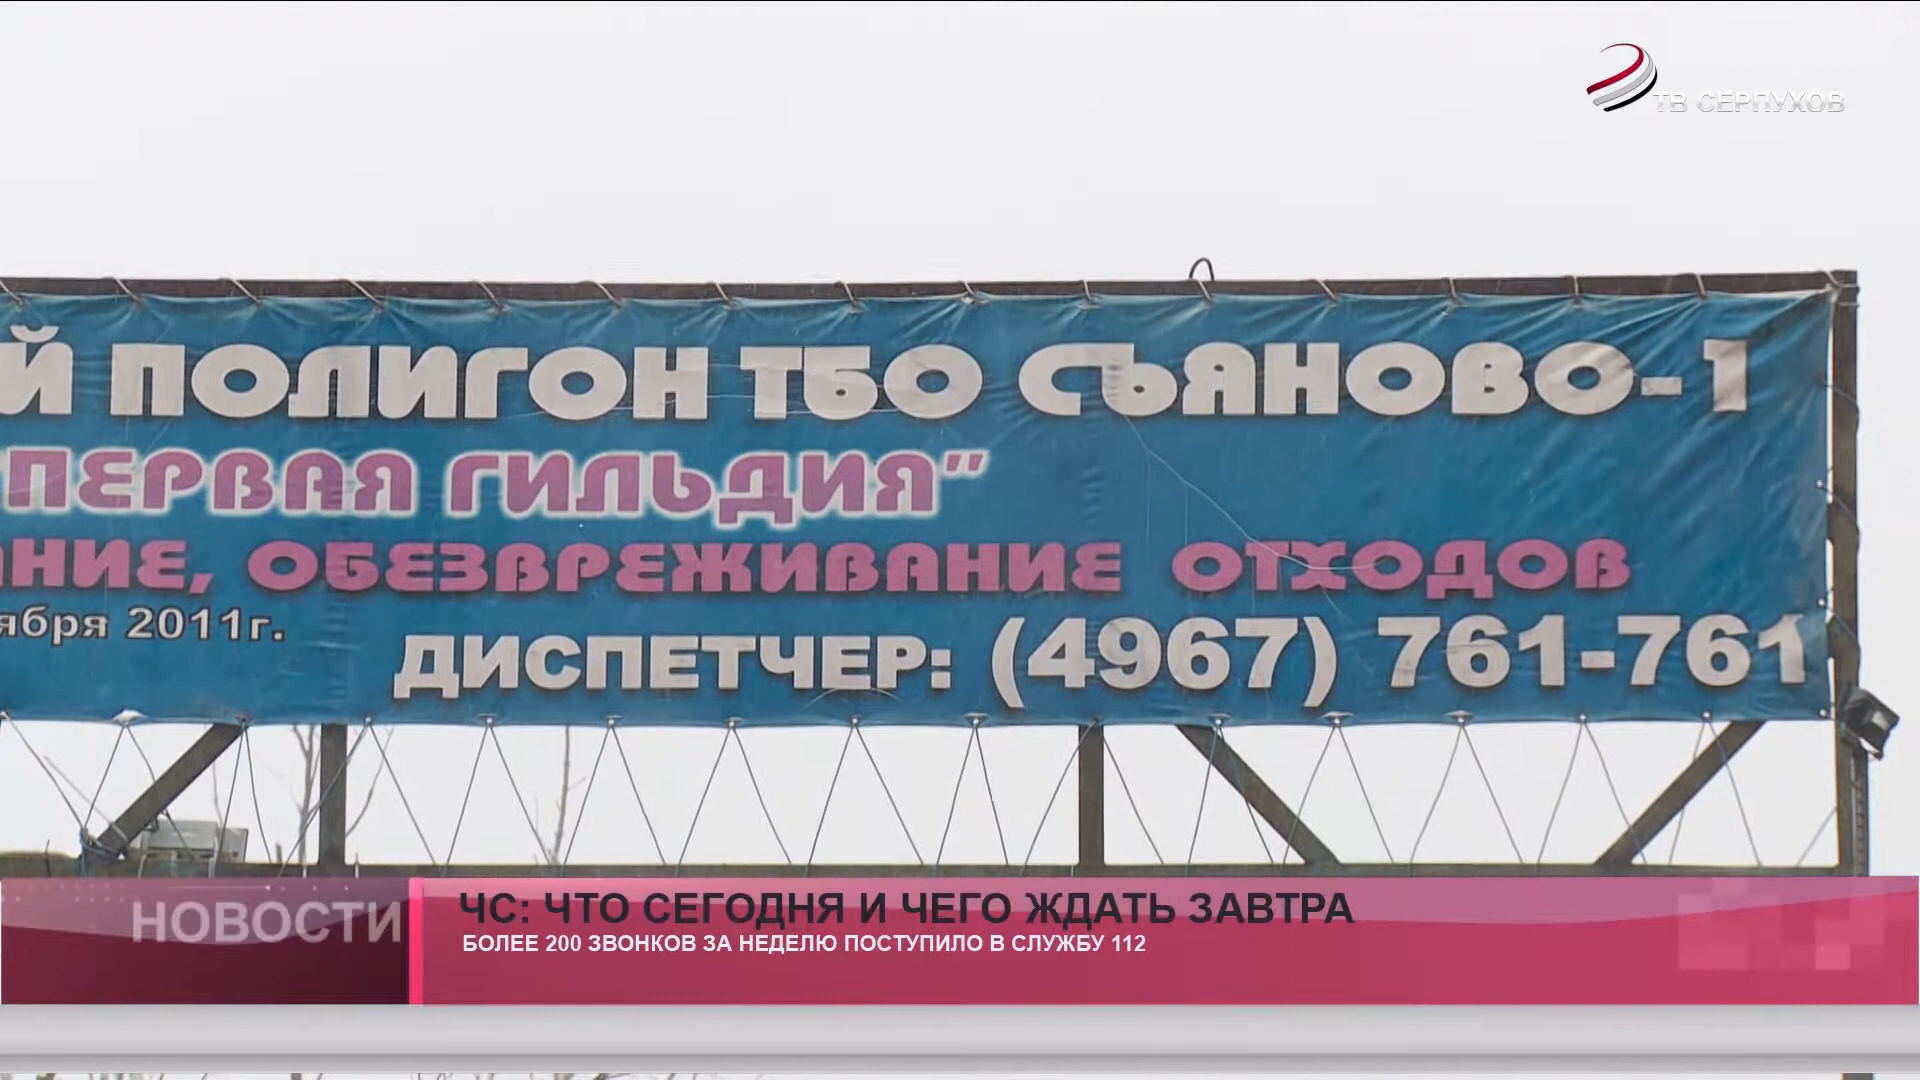 ТВ СЕРПУХОВ
Й ПОЛИГОН ТБО СЬЯНОВО-1
ПЕРВАЯ ГИЛЬДИЯ”
АНИЕ, ОБЕЗВРЕЖИВАНИЕ ОТХОДОВ
ября 2011г.
ДИСПЕТЧЕР: (4967) 761-761
НОВОСТИ
ЧС: ЧТО СЕГОДНЯ И ЧЕГО ЖДАТЬ ЗАВТРА
БОЛЕЕ 200 ЗВОНКОВ ЗА НЕДЕЛЮ ПОСТУПИЛО В СЛУЖБУ 112